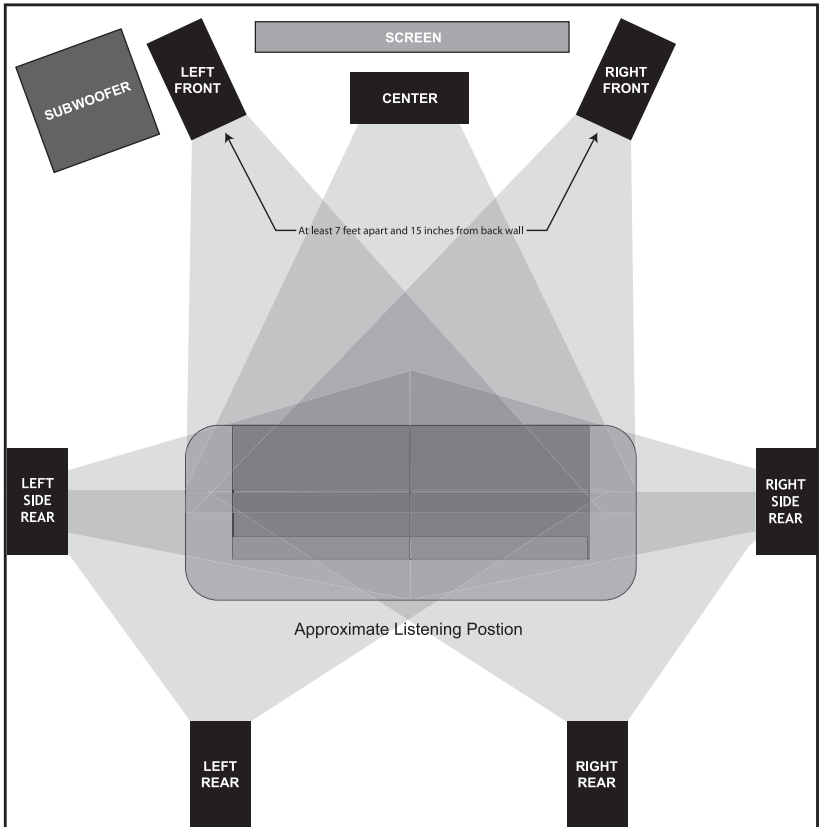 SCREEN
SUBWOOFER
LEFT
FRONT
CENTER
RIGHT
FRONT
At least 7 feet apart and 15 inches from back wall
LEFT
SIDE
REAR
RIGHT
SIDE
REAR
Approximate Listening Postion
LEFT
REAR
RIGHT
REAR